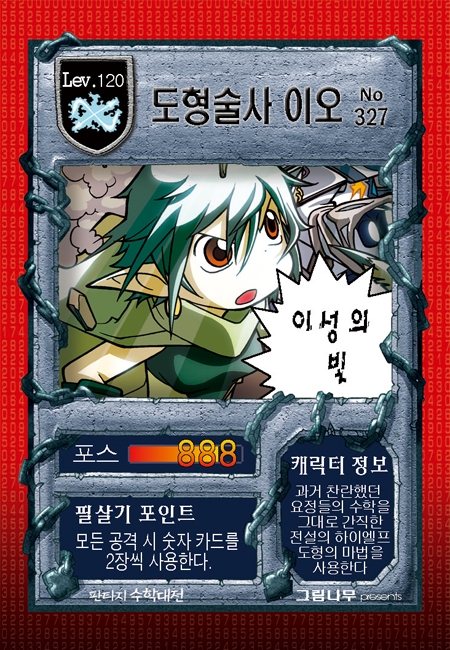 Lev.120
도형술사 이오
No
327
이성의
빛
포스 888
필살기 포인트
모든 공격 시 숫자 카드를
2장씩 사용한다.
캐릭터 정보
과거 찬란했던
요정들의 수학을
그대로 간직한
전설의 하이엘프
도형의 마법을
사용한다
판타지 수학대전
그림나무 presents